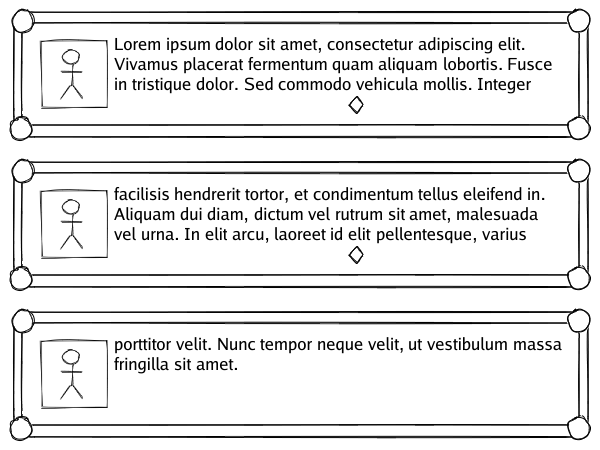 Lorem ipsum dolor sit amet, consectetur adipiscing elit.
Vivamus placerat fermentum quam aliquam lobortis. Fusce
in tristique dolor. Sed commodo vehicula mollis. Integer
facilisis hendrerit tortor, et condimentum tellus eleifend in.
Aliquam dui diam, dictum vel rutrum sit amet, malesuada
vel urna. In elit arcu, laoreet id elit pellentesque, varius
porttitor velit. Nunc tempor neque velit, ut vestibulum massa
fringilla sit amet.